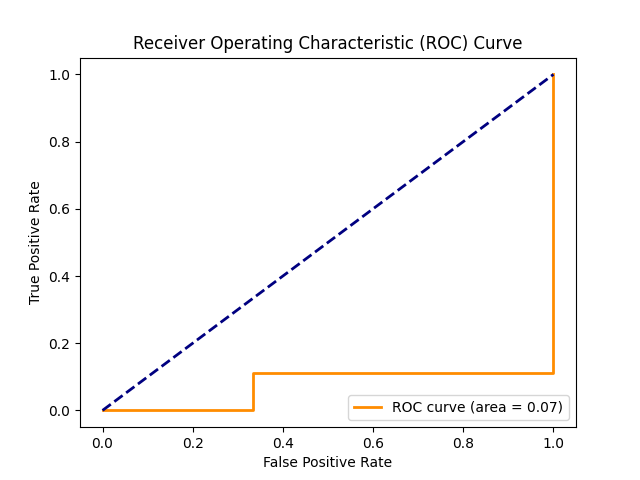 Receiver Operating Characteristic (ROC) Curve
True Positive Rate
1.0
0.8
0.6
0.4
0.2
0.0
ROC curve (area = 0.07)
0.0 0.2 0.4 0.6 0.8 1.0
False Positive Rate